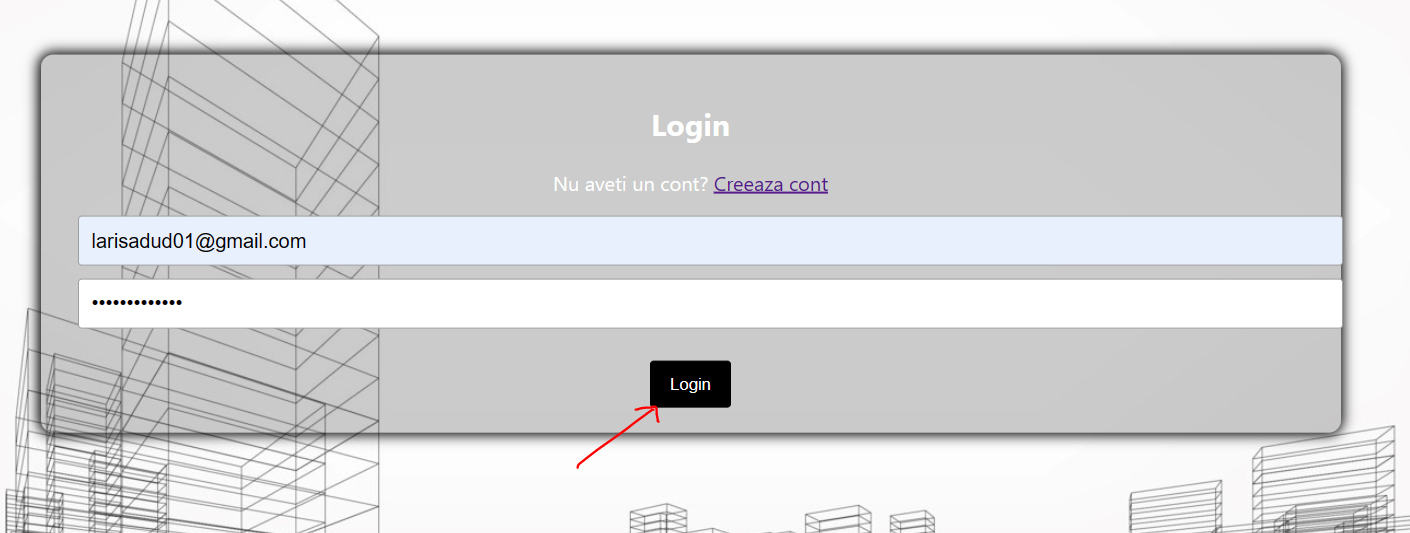 Login
Nu aveti un cont? Creeaza cont
larisadud01@gmail.com
•••••••••••••
Login